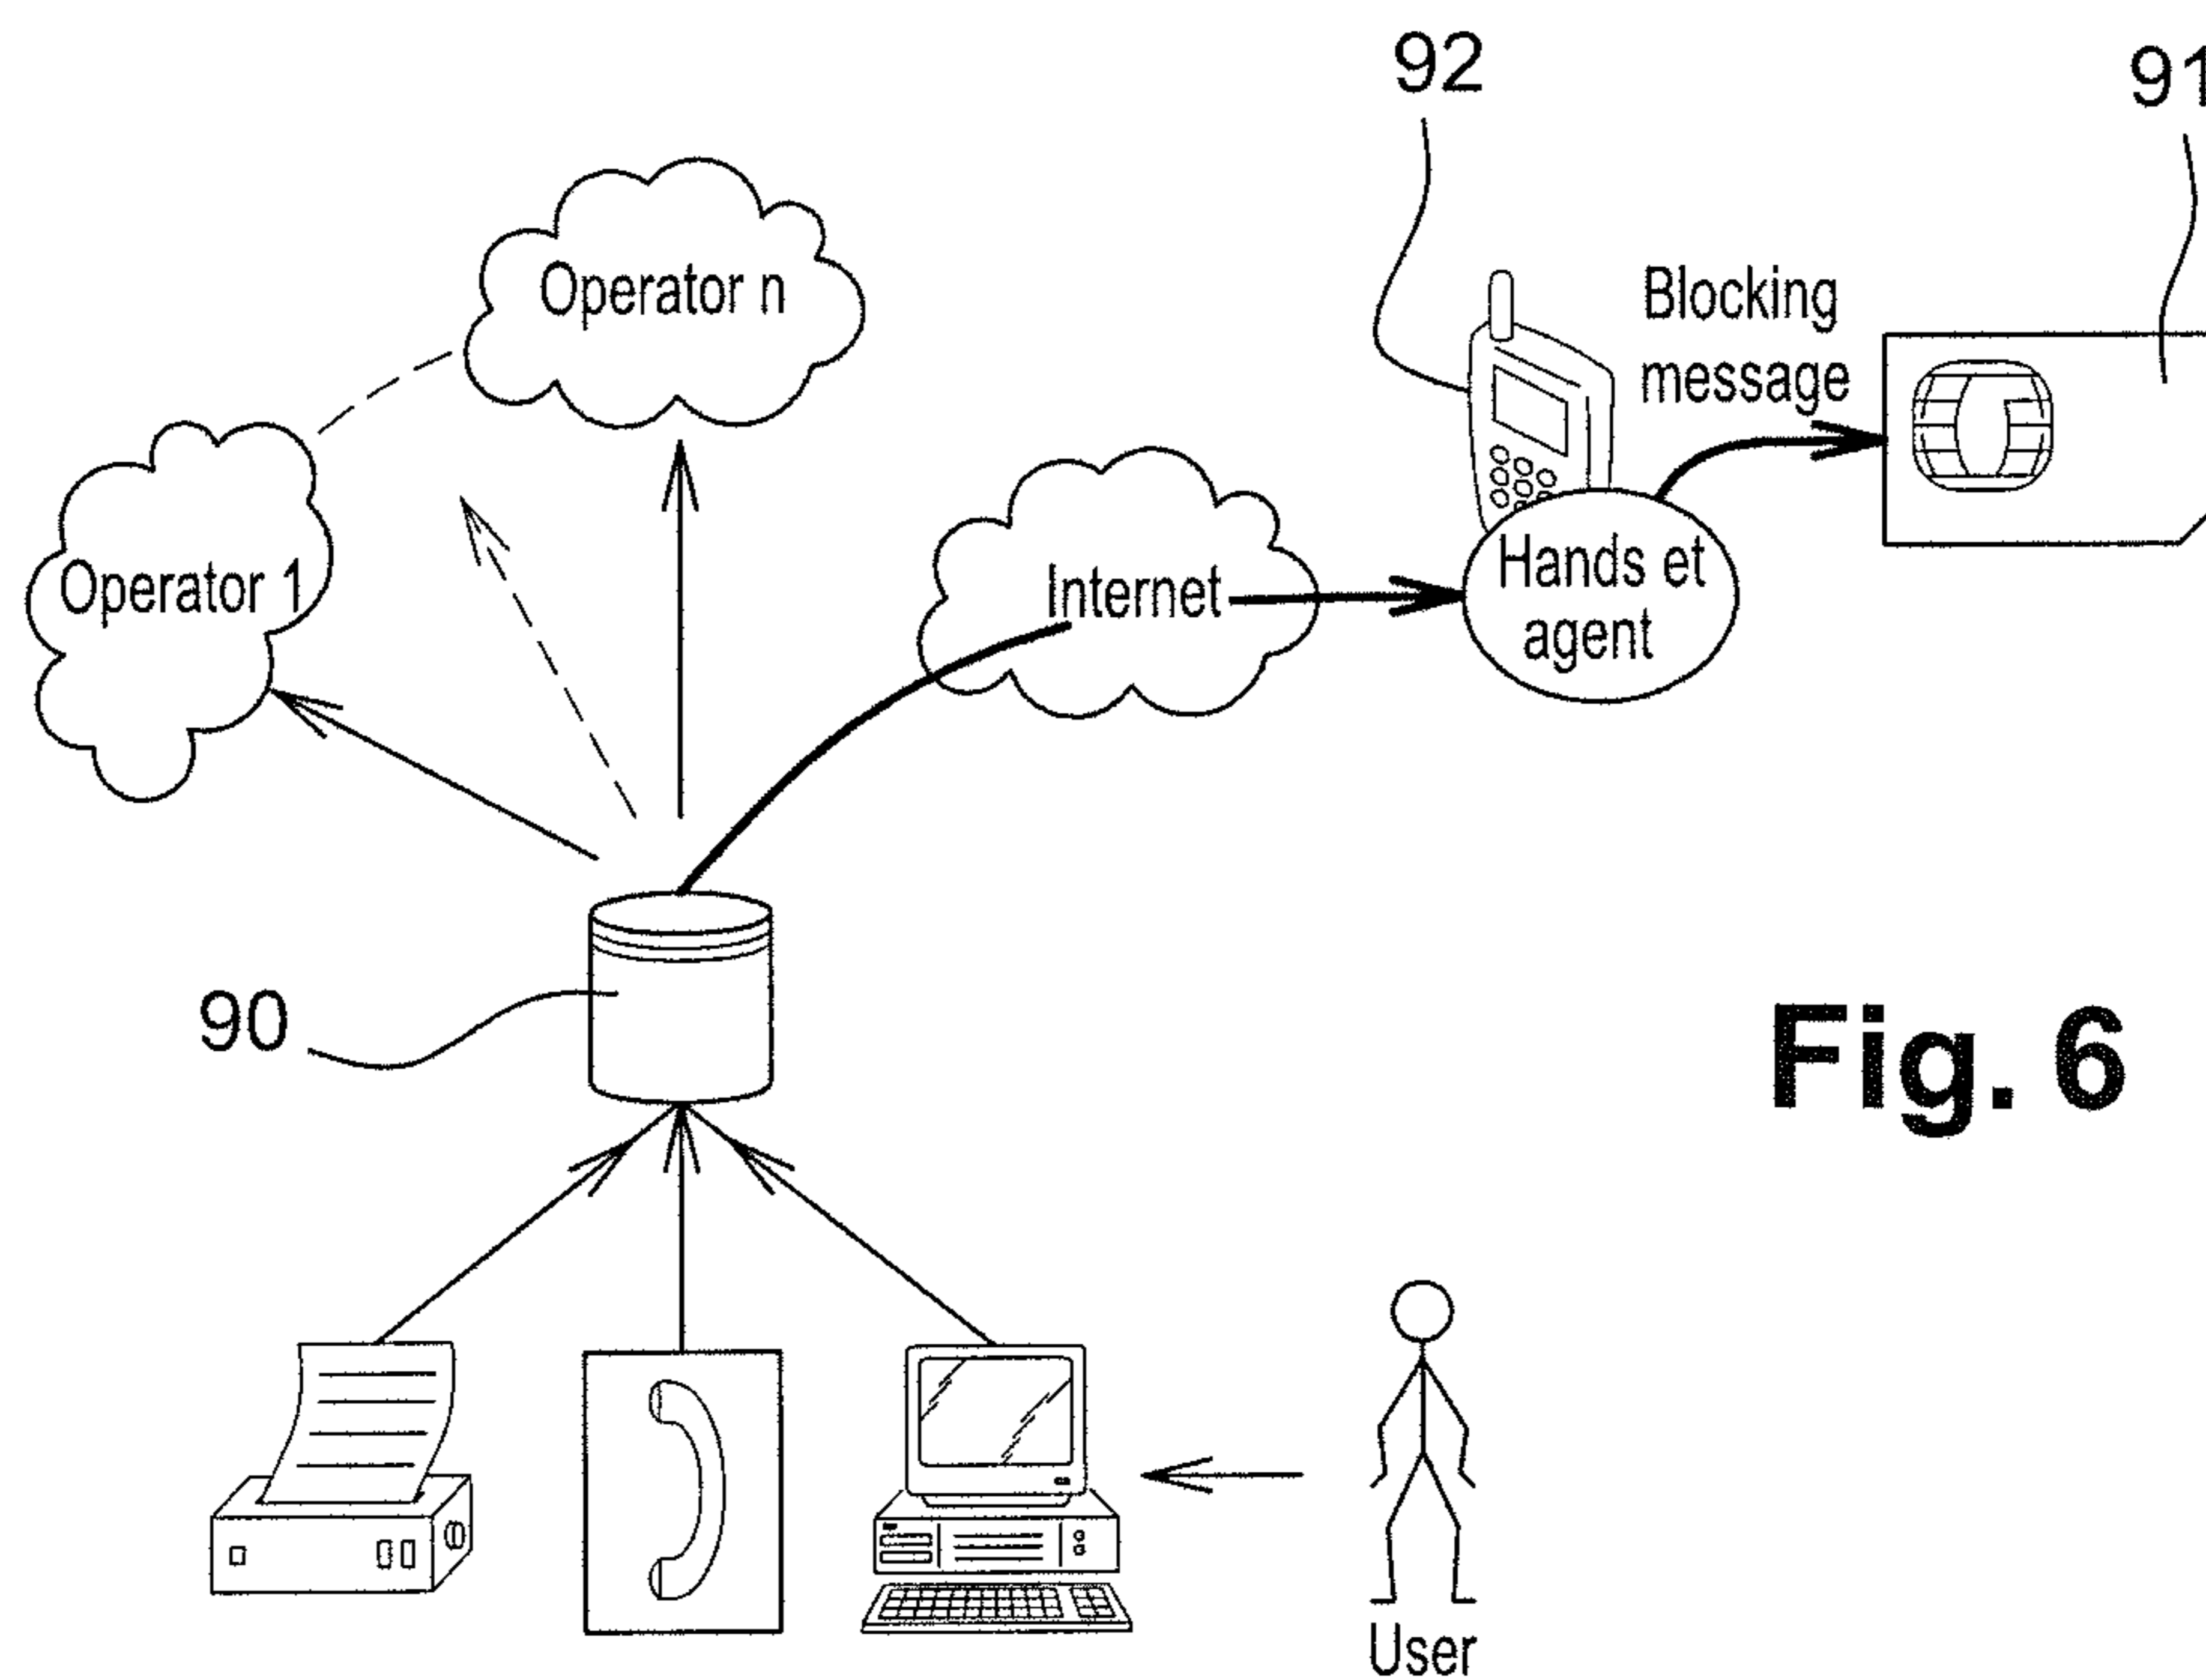 92
91
Operator n
Blocking
message
Operator 1
Internet
Hands et
agent
90
Fig. 6
User